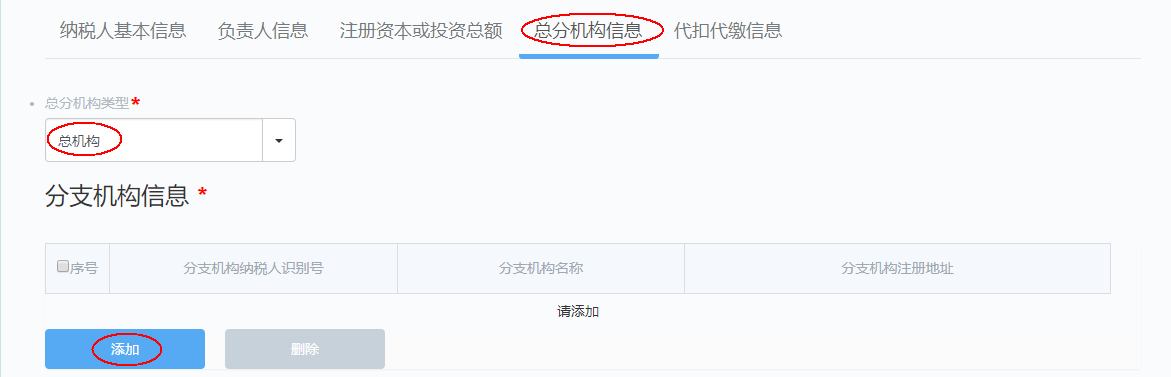 纳税人基本信息 负责人信息 注册资本或投资总额 总分机构信息 代扣代缴信息
总分机构类型*
总机构
分支机构信息 *
序号 分支机构纳税人识别号 分支机构名称 分支机构注册地址
请添加
添加 删除